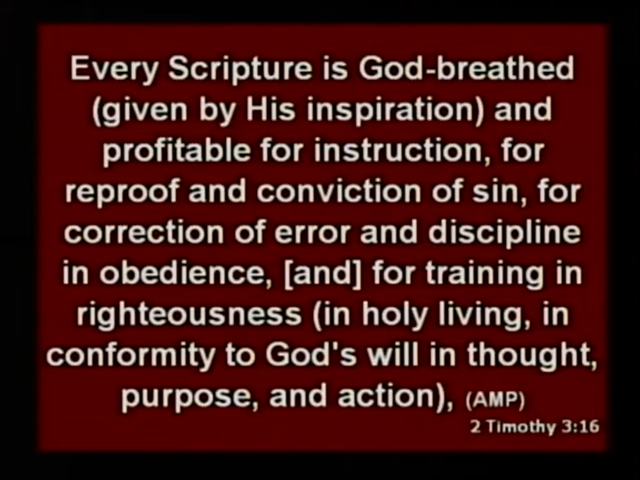 Every Scripture is God-breathed
(given by His inspiration) and
profitable for instruction, for
reproof and conviction of sin, for
correction of error and discipline
in obedience, [and] for training in
righteousness (in holy living, in
conformity to God's will in thought,
purpose, and action), (AMP)
2 Timothy 3:16